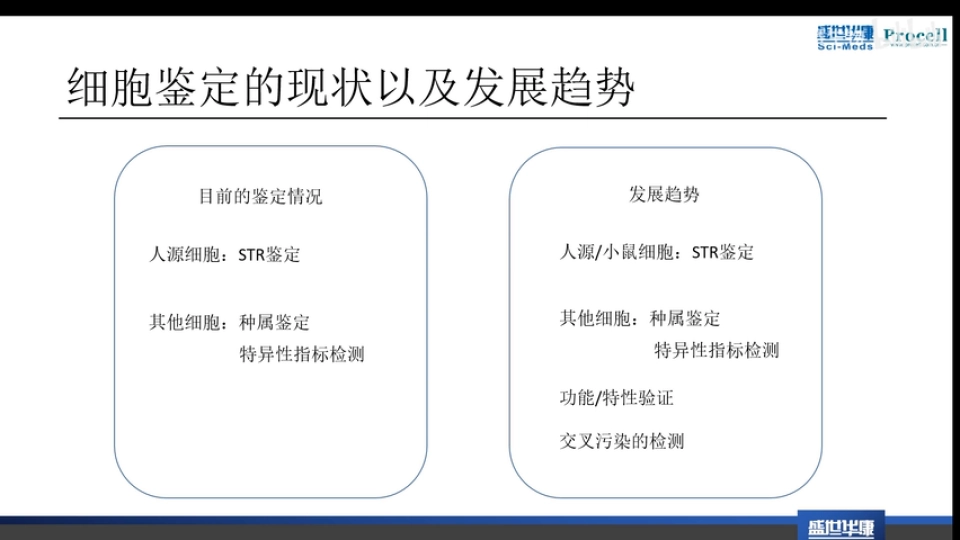 盛世华康
Sci-Meds
Procell
细胞鉴定的现状以及发展趋势
目前的鉴定情况
人源细胞：STR鉴定
其他细胞：种属鉴定
特异性指标检测
发展趋势
人源/小鼠细胞：STR鉴定
其他细胞：种属鉴定
特异性指标检测
功能/特性验证
交叉污染的检测
盛世华康